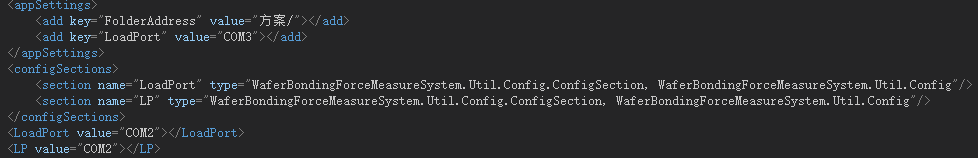 <appSettings>
<add key="FolderAddress" value="方案/"></add>
<add key="LoadPort" value="COM3"></add>
</appSettings>
<configSections>
<section name="LoadPort" type="WaferBondingForceMeasureSystem.Util.Config.ConfigSection, WaferBondingForceMeasureSystem.Util.Config"/>
<section name="LP" type="WaferBondingForceMeasureSystem.Util.Config.ConfigSection, WaferBondingForceMeasureSystem.Util.Config"/>
</configSections>
<LoadPort value="COM2"></LoadPort>
<LP value="COM2"></LP>